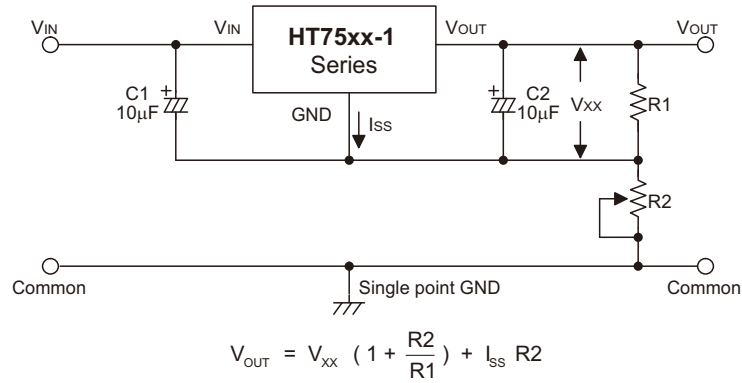 VIN VIN HT75xx-1 VOUT VOUT
Series
C1
10μF
GND
ISS
C2
10μF
VXX
R1
R2
Common Single point GND Common
VOUT = VXX ( 1 + R2/R1 ) + ISS R2